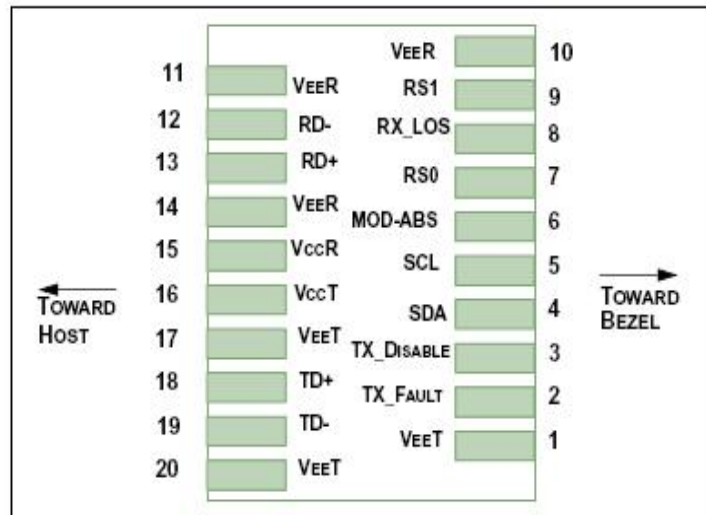 VEER 10
11 VEER
RS1 9
12 RD-
RX_LOS 8
13 RD+
RS0 7
14 VEER
MOD-ABS 6
15 VCCR
SCL 5
16 VCCT
TOWARD HOST
TOWARD BEZEL
SDA 4
17 VEET
TX_DISABLE 3
18 TD+
TX_FAULT 2
19 TD-
VEET 1
20 VEET